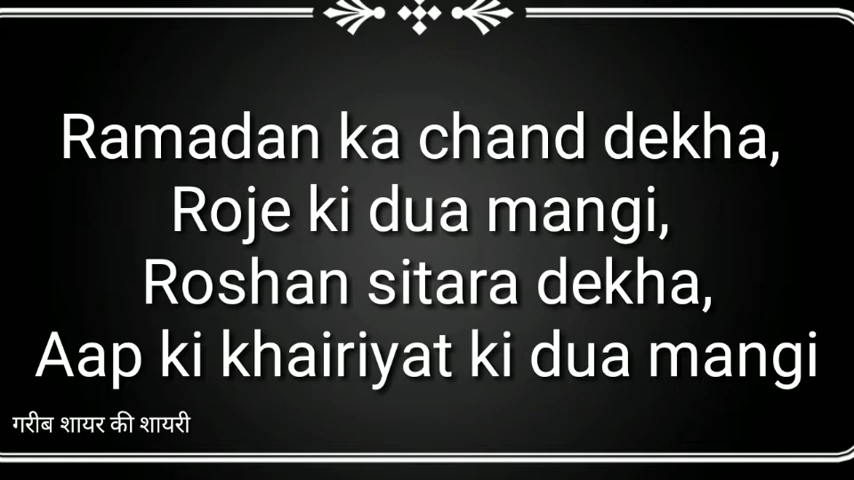 Ramadan ka chand dekha,
Roje ki dua mangi,
Roshan sitara dekha,
Aap ki khairiyat ki dua mangi
गरीब शायर की शायरी